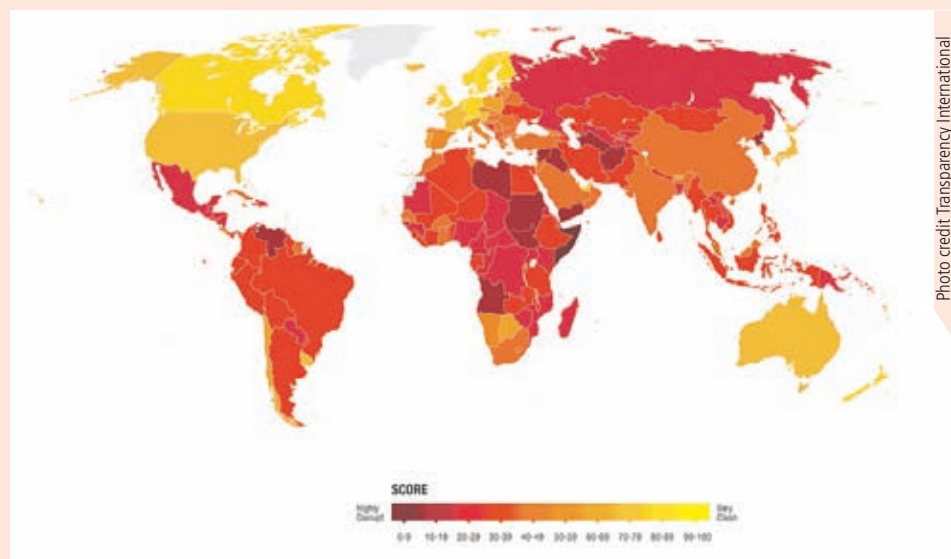 Photo credit Transparency International
SCORE
Highly
Corrupt
0-9 10-19 20-29 30-39 40-49 50-59 60-69 70-79 80-89 90-100
Very
Clean